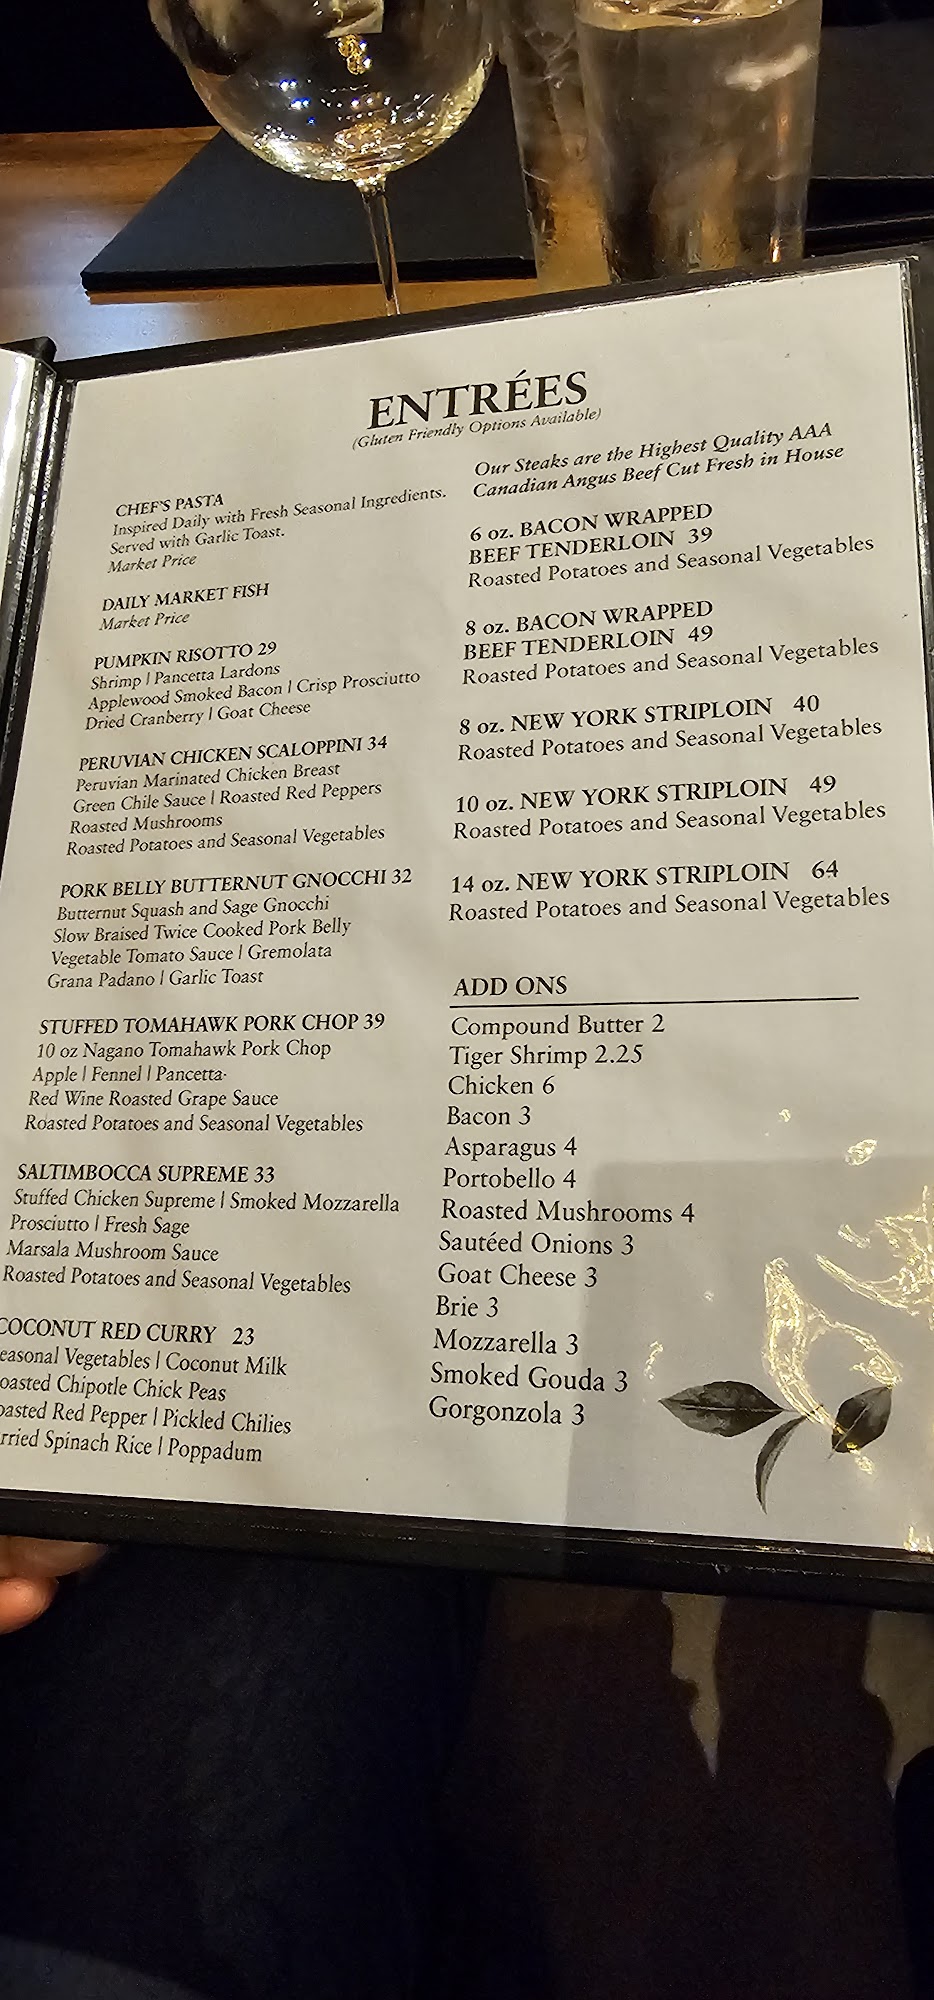 ENTRÉES
(Gluten Friendly Options Available)
CHEF'S PASTA
Inspired Daily with Fresh Seasonal Ingredients.
Served with Garlic Toast.
Market Price
DAILY MARKET FISH
Market Price
PUMPKIN RISOTTO 29
Shrimp | Pancetta Lardons
Applewood Smoked Bacon | Crisp Prosciutto
Dried Cranberry | Goat Cheese
PERUVIAN CHICKEN SCALOPPINI 34
Peruvian Marinated Chicken Breast
Green Chile Sauce | Roasted Red Peppers
Roasted Mushrooms
Roasted Potatoes and Seasonal Vegetables
PORK BELLY BUTTERNUT GNOCCHI 32
Butternut Squash and Sage Gnocchi
Slow Braised Twice Cooked Pork Belly
Vegetable Tomato Sauce | Gremolata
Grana Padano | Garlic Toast
STUFFED TOMAHAWK PORK CHOP 39
10 oz Nagano Tomahawk Pork Chop
Apple | Fennel | Pancetta
Red Wine Roasted Grape Sauce
Roasted Potatoes and Seasonal Vegetables
SALTIMBOCCA SUPREME 33
Stuffed Chicken Supreme | Smoked Mozzarella
Prosciutto | Fresh Sage
Marsala Mushroom Sauce
Roasted Potatoes and Seasonal Vegetables
COCONUT RED CURRY 23
easonal Vegetables | Coconut Milk
oasted Chipotle Chick Peas
oasted Red Pepper | Pickled Chilies
rried Spinach Rice | Poppadum
Our Steaks are the Highest Quality AAA
Canadian Angus Beef Cut Fresh in House
6 oz. BACON WRAPPED
BEEF TENDERLOIN 39
Roasted Potatoes and Seasonal Vegetables
8 oz. BACON WRAPPED
BEEF TENDERLOIN 49
Roasted Potatoes and Seasonal Vegetables
8 oz. NEW YORK STRIPLOIN 40
Roasted Potatoes and Seasonal Vegetables
10 oz. NEW YORK STRIPLOIN 49
Roasted Potatoes and Seasonal Vegetables
14 oz. NEW YORK STRIPLOIN 64
Roasted Potatoes and Seasonal Vegetables
ADD ONS
Compound Butter 2
Tiger Shrimp 2.25
Chicken 6
Bacon 3
Asparagus 4
Portobello 4
Roasted Mushrooms 4
Sautéed Onions 3
Goat Cheese 3
Brie 3
Mozzarella 3
Smoked Gouda 3
Gorgonzola 3